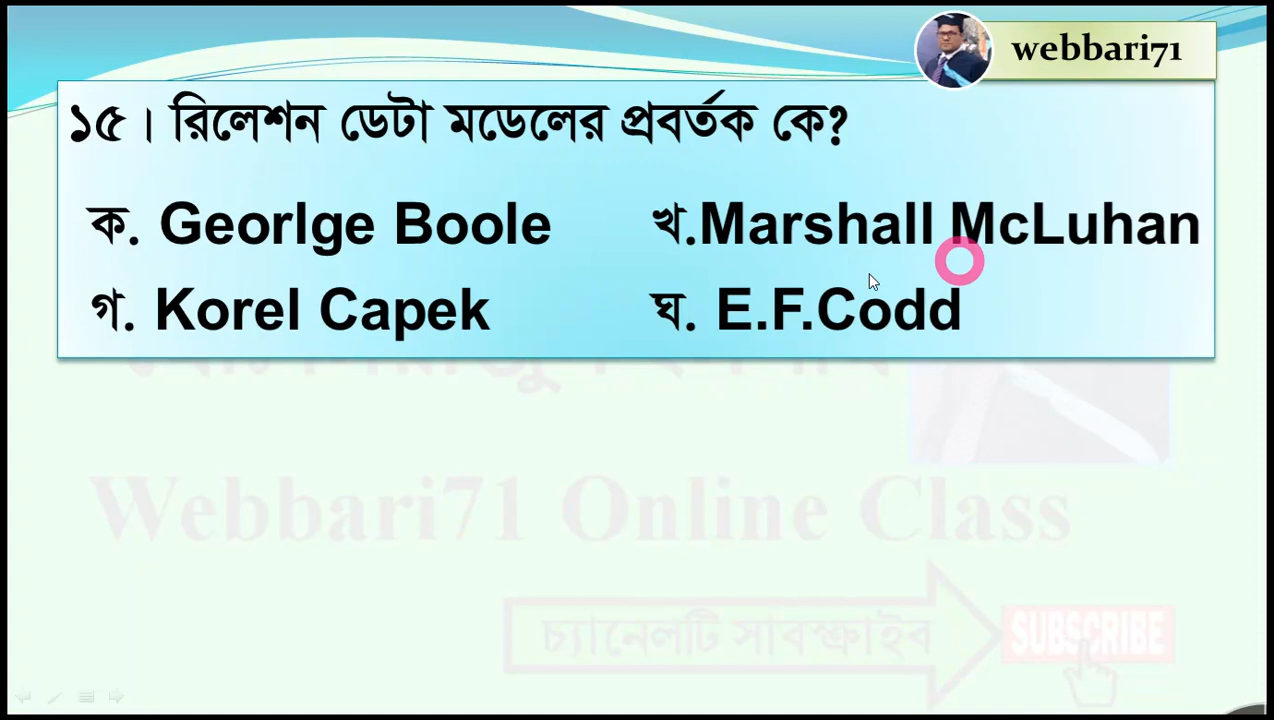 webbari71
১৫। রিলেশন ডেটা মডেলের প্রবর্তক কে?
ক. Georlge Boole খ.Marshall McLuhan
গ. Korel Capek ঘ. E.F.Codd
Webbari71 Online Class
চ্যানেলটি সাবস্ক্রাইব
SUBSCRIBE